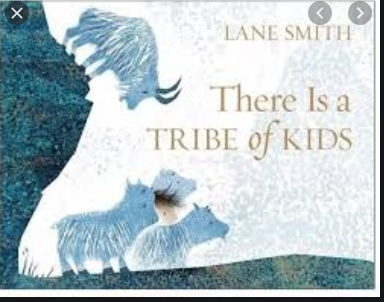 LANE SMITH
There Is a
TRIBE of KIDS